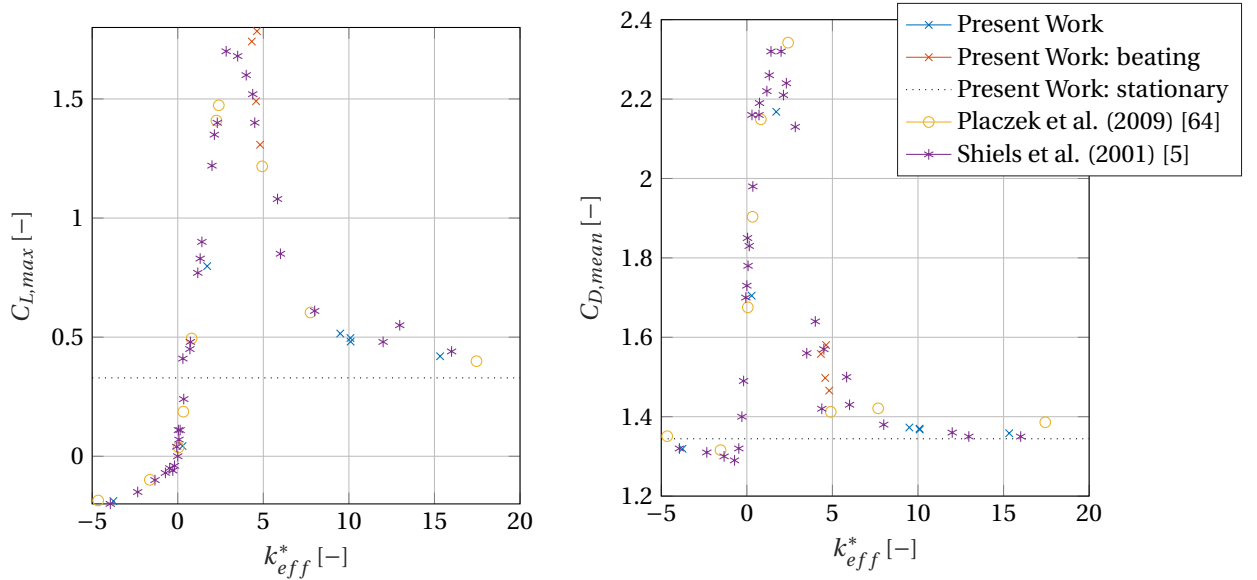 1.5
1
0.5
0
−5
0
5
10
15
20
C_{L,max} [−]
k^*_{eff} [−]
2.4
2.2
2
1.8
1.6
1.4
1.2
−5
0
5
10
15
20
C_{D,mean} [−]
k^*_{eff} [−]
Present Work
Present Work: beating
Present Work: stationary
Placzek et al. (2009) [64]
Shiels et al. (2001) [5]